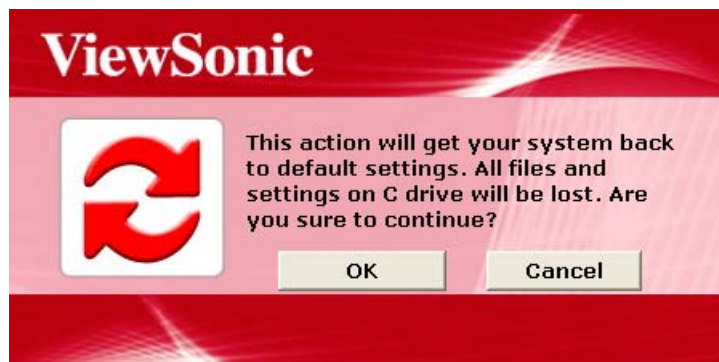 ViewSonic
This action will get your system back
to default settings. All files and
settings on C drive will be lost. Are
you sure to continue?
OK
Cancel